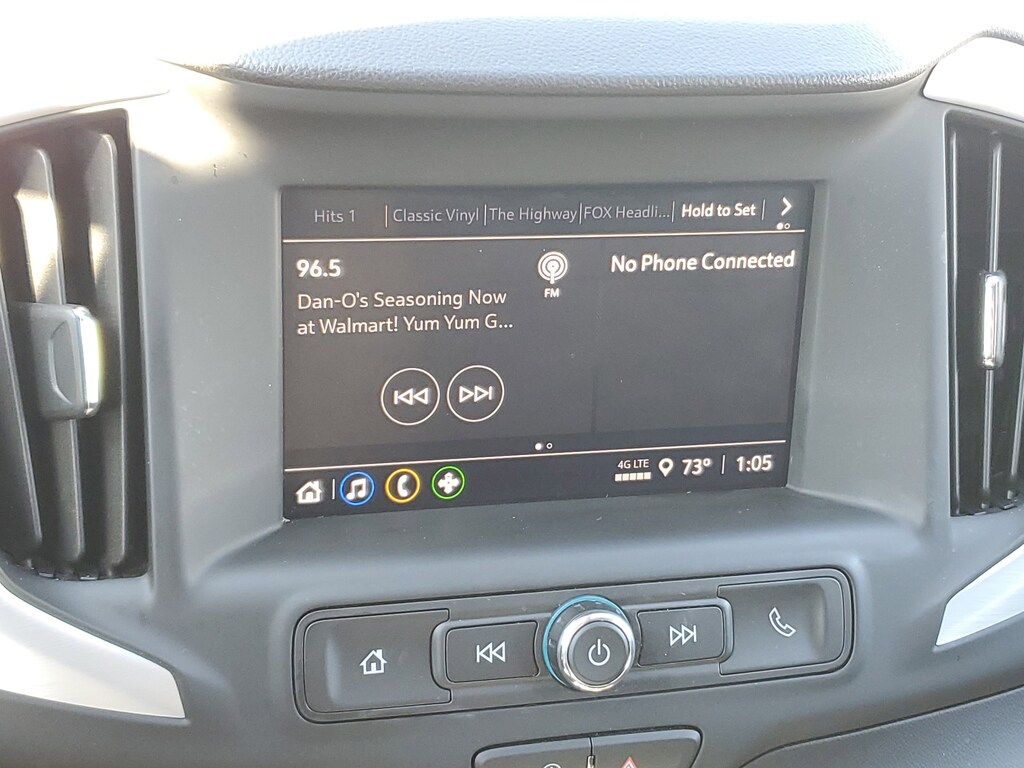 Hits 1 Classic Vinyl The Highway FOX Headli... Hold to Set
96.5
FM
No Phone Connected
Dan-O's Seasoning Now
at Walmart! Yum Yum G...
4G LTE
73° 1:05